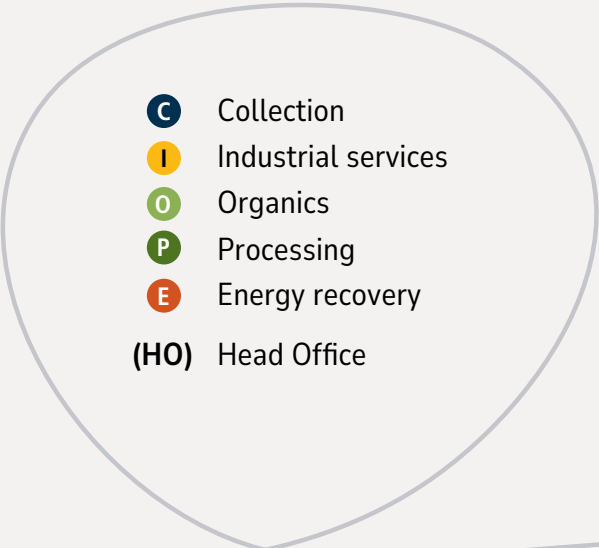 C Collection
I Industrial services
O Organics
P Processing
E Energy recovery
(HO) Head Office